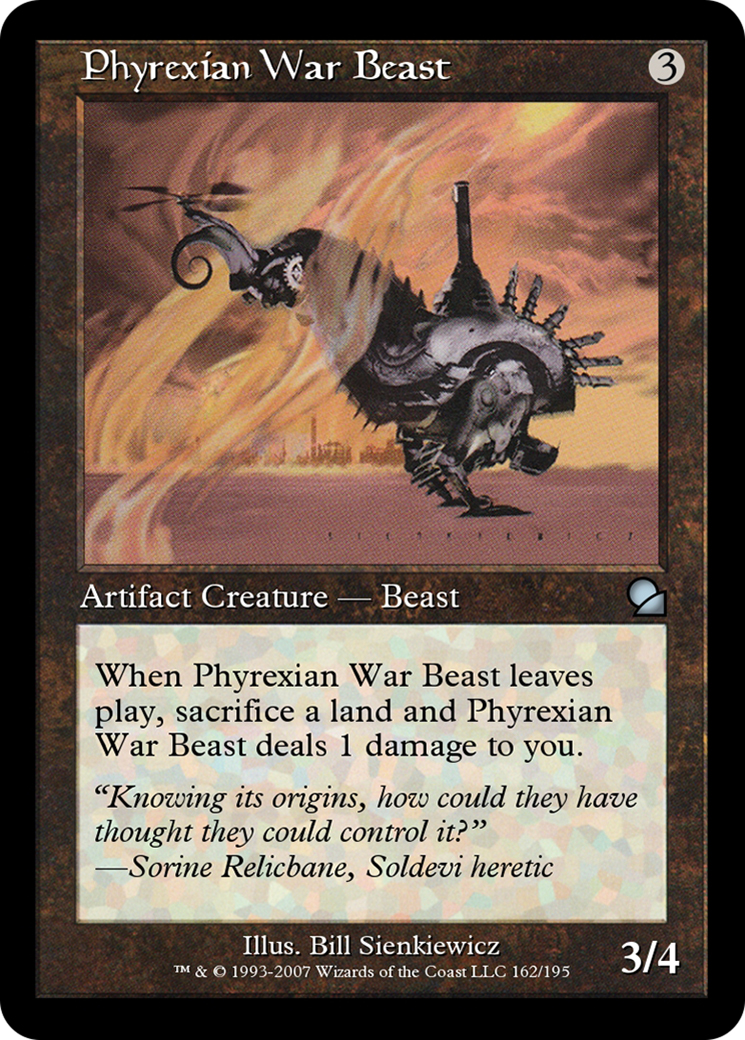 Phyrexian War Beast 3
Artifact Creature — Beast
When Phyrexian War Beast leaves
play, sacrifice a land and Phyrexian
War Beast deals 1 damage to you.
“Knowing its origins, how could they have
thought they could control it?”
—Sorine Relicbane, Soldevi heretic
Illus. Bill Sienkiewicz
™ & © 1993-2007 Wizards of the Coast LLC 162/195
3/4